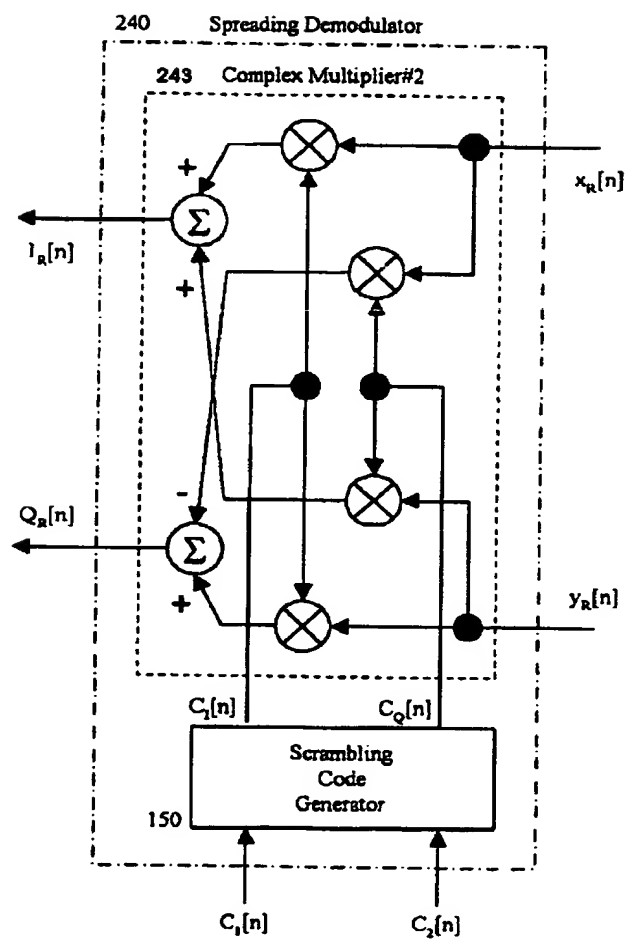 240 Spreading Demodulator
243 Complex Multiplier#2
x_R[n]
+
Σ
I_R[n]
+
-
Q_R[n]
Σ
y_R[n]
+
C_I[n] C_Q[n]
Scrambling
Code
Generator
150
C_1[n] C_2[n]